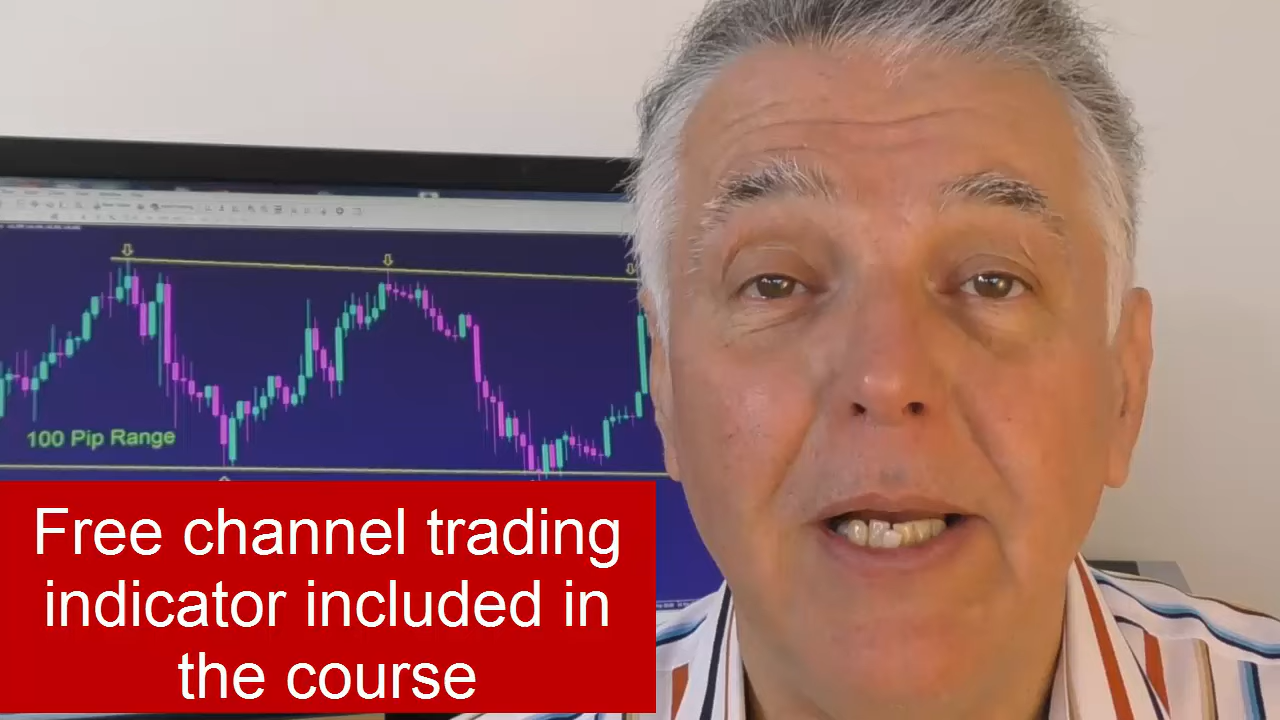 100 Pip Range
Free channel trading
indicator included in
the course